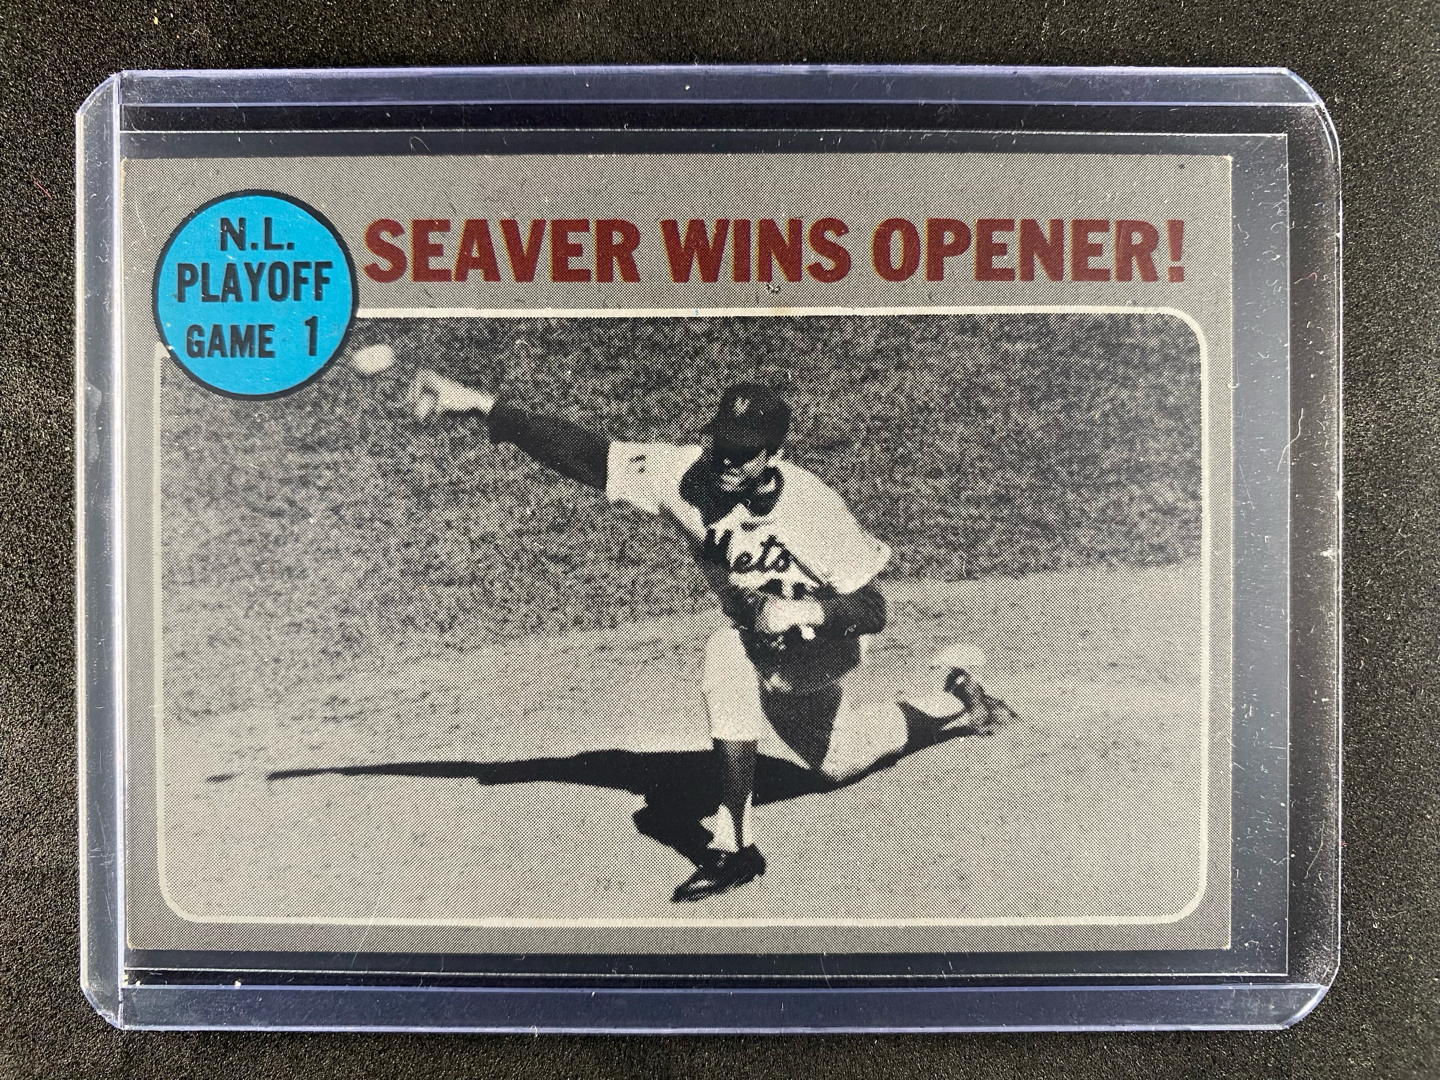 N.L.
PLAYOFF
GAME 1
SEAVER WINS OPENER!
Mets